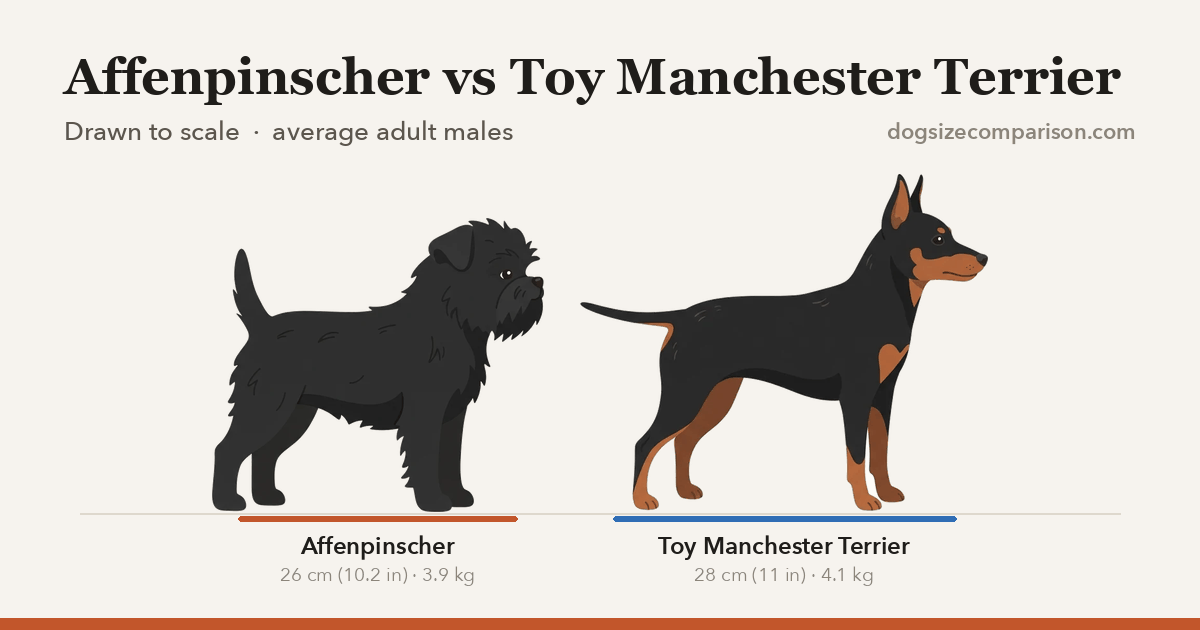 Affenpinscher vs Toy Manchester Terrier
Drawn to scale · average adult males
dogsizecomparison.com
Affenpinscher
26 cm (10.2 in) · 3.9 kg
Toy Manchester Terrier
28 cm (11 in) · 4.1 kg